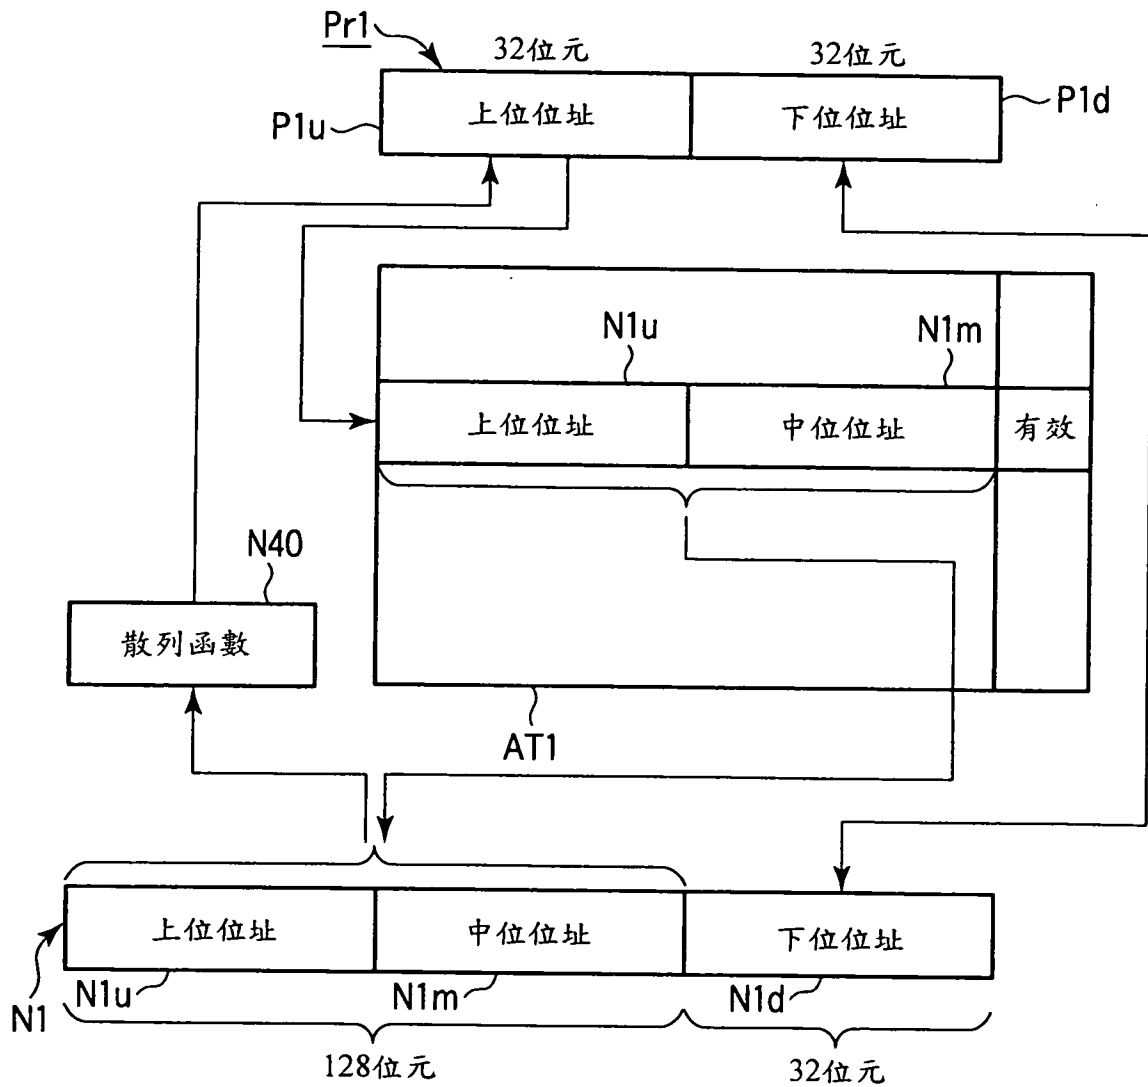 Pr1
32位元
32位元
P1u
上位位址
下位位址
P1d
N1u
N1m
上位位址
中位位址
有效
N40
散列函數
AT1
上位位址
中位位址
下位位址
N1
N1u
N1m
N1d
128位元
32位元